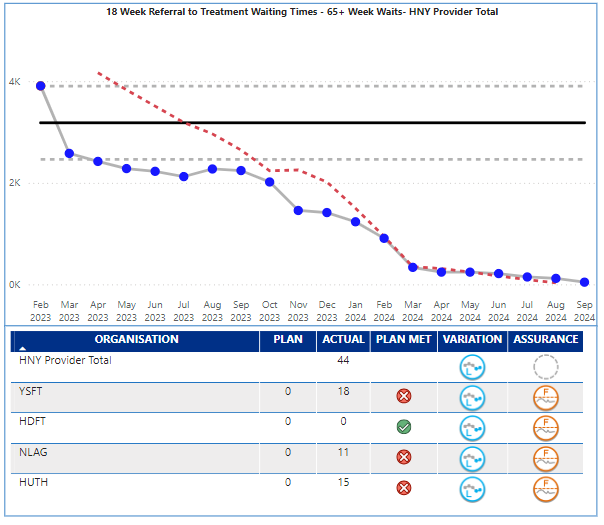 18 Week Referral to Treatment Waiting Times - 65+ Week Waits- HNY Provider Total
4K
2K
0K
Feb 2023
Mar 2023
Apr 2023
May 2023
Jun 2023
Jul 2023
Aug 2023
Sep 2023
Oct 2023
Nov 2023
Dec 2023
Jan 2024
Feb 2024
Mar 2024
Apr 2024
May 2024
Jun 2024
Jul 2024
Aug 2024
Sep 2024
ORGANISATION PLAN ACTUAL PLAN MET VARIATION ASSURANCE
HNY Provider Total 44 L
YSFT 0 18 L F
HDFT 0 0 L F
NLAG 0 11 L F
HUTH 0 15 L F